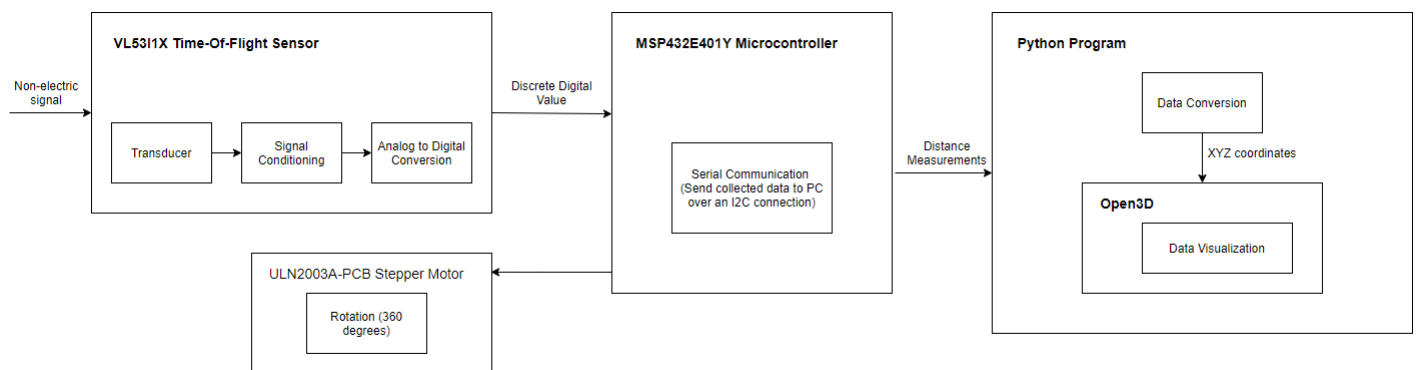 VL53l1X Time-Of-Flight Sensor
Non-electric
signal
Transducer
Signal
Conditioning
Analog to Digital
Conversion
Discrete Digital
Value
MSP432E401Y Microcontroller
Serial Communication
(Send collected data to PC
over an I2C connection)
Distance
Measurements
Python Program
Data Conversion
XYZ coordinates
Open3D
Data Visualization
ULN2003A-PCB Stepper Motor
Rotation (360
degrees)